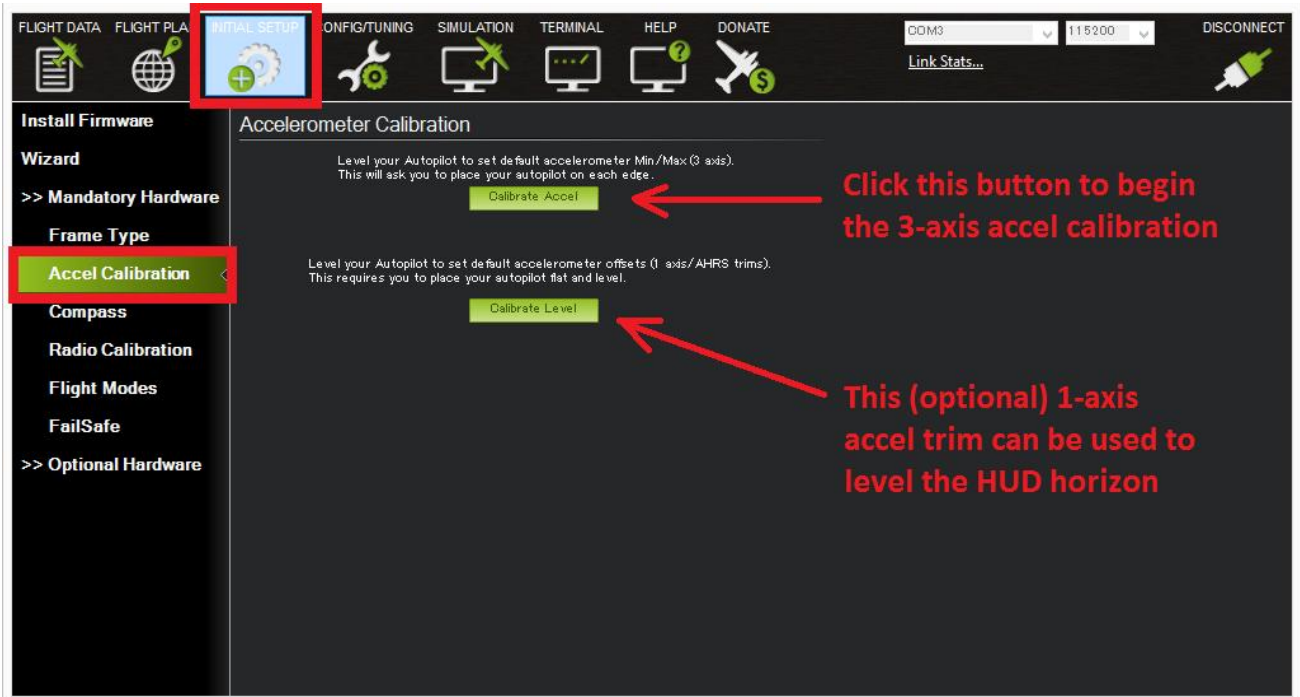 FLIGHT DATA FLIGHT PLA INITIAL SETUP CONFIG/TUNING SIMULATION TERMINAL HELP DONATE COM3 115200 DISCONNECT
Link Stats...
Install Firmware
Wizard
>> Mandatory Hardware
Frame Type
Accel Calibration
Compass
Radio Calibration
Flight Modes
FailSafe
>> Optional Hardware
Accelerometer Calibration
Level your Autopilot to set default accelerometer Min/Max (3 axis).
This will ask you to place your autopilot on each edge.
Calibrate Accel
Level your Autopilot to set default accelerometer offsets (1 axis/AHRS trims).
This requires you to place your autopilot flat and level.
Calibrate Level
Click this button to begin
the 3-axis accel calibration
This (optional) 1-axis
accel trim can be used to
level the HUD horizon